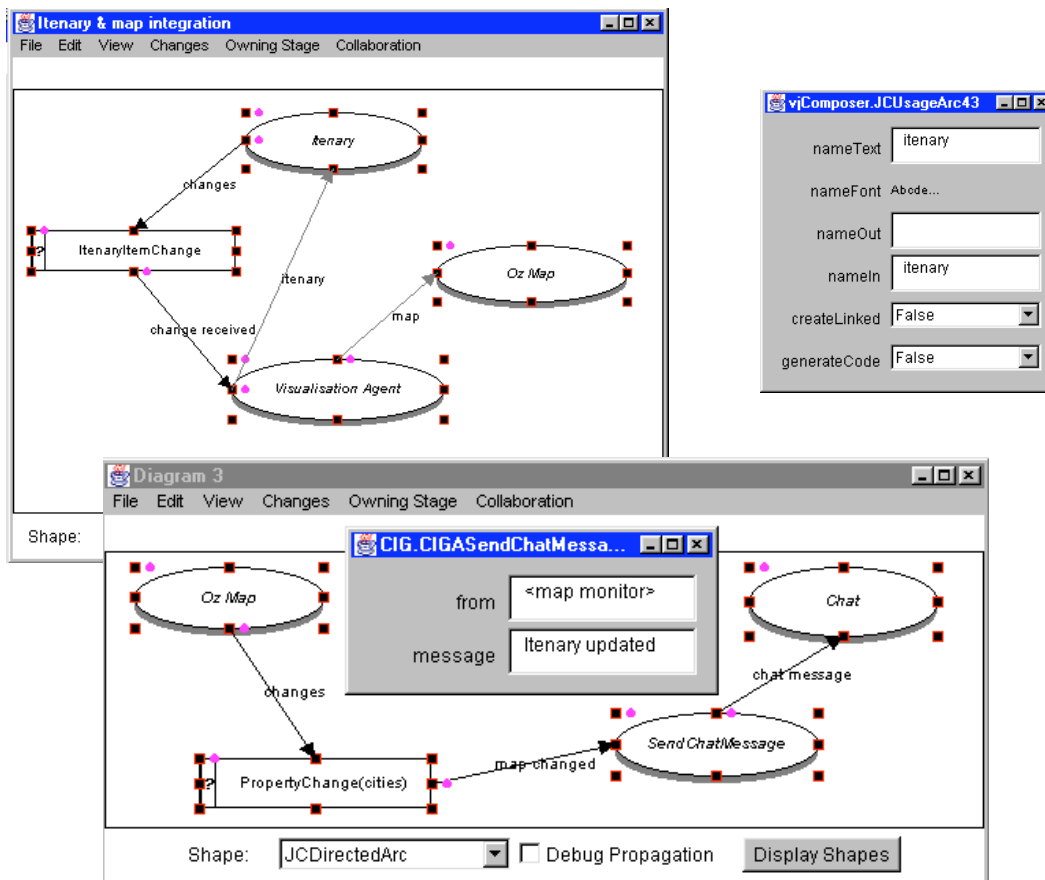 Itenary & map integration
File Edit View Changes Owning Stage Collaboration
Itenary
changes
? ItenaryItemChange
itenary
Oz Map
map
change received
Visualisation Agent
Shape:
vjComposer.JCUsageArc43
nameText itenary
nameFont Abcde...
nameOut
nameIn itenary
createLinked False
generateCode False
Diagram 3
File Edit View Changes Owning Stage Collaboration
CIG.CIGASendChatMessa...
from <map monitor>
message Itenary updated
Oz Map
Chat
changes
chat message
SendChatMessage
map changed
? PropertyChange(cities)
Shape: JCDirectedArc Debug Propagation Display Shapes